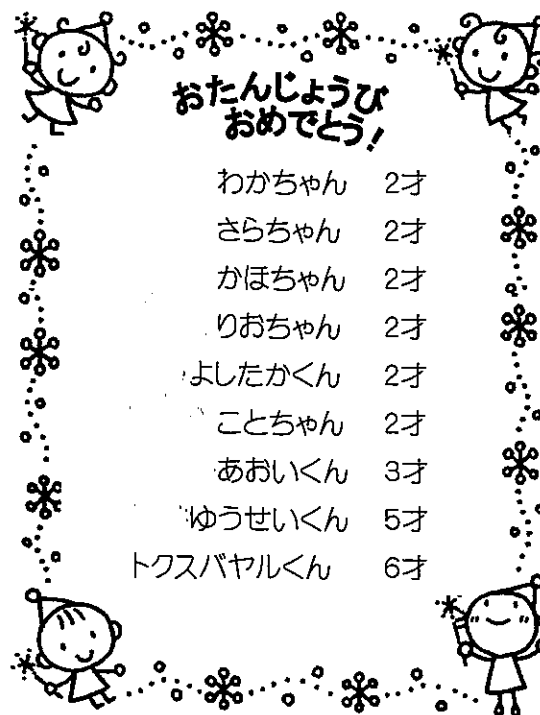 おたんじょうび
おめでとう！
わかちゃん 2才
さらちゃん 2才
かほちゃん 2才
りおちゃん 2才
よしたかくん 2才
ことちゃん 2才
あおいくん 3才
ゆうせいくん 5才
トクスバヤルくん 6才